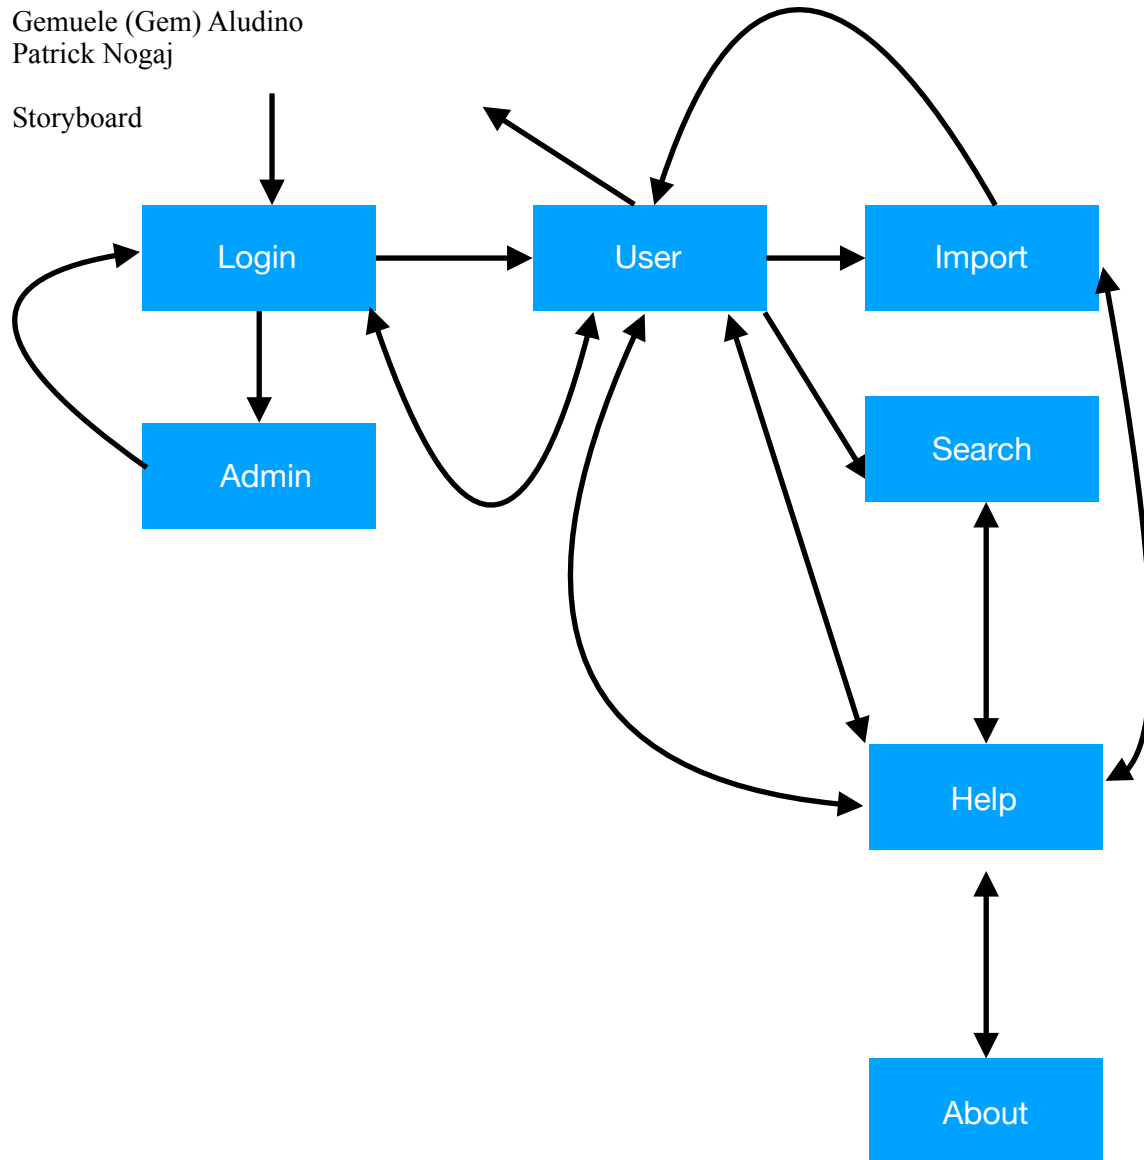 Gemuele (Gem) Aludino
Patrick Nogaj
Storyboard
Login
User
Import
Search
Admin
Help
About